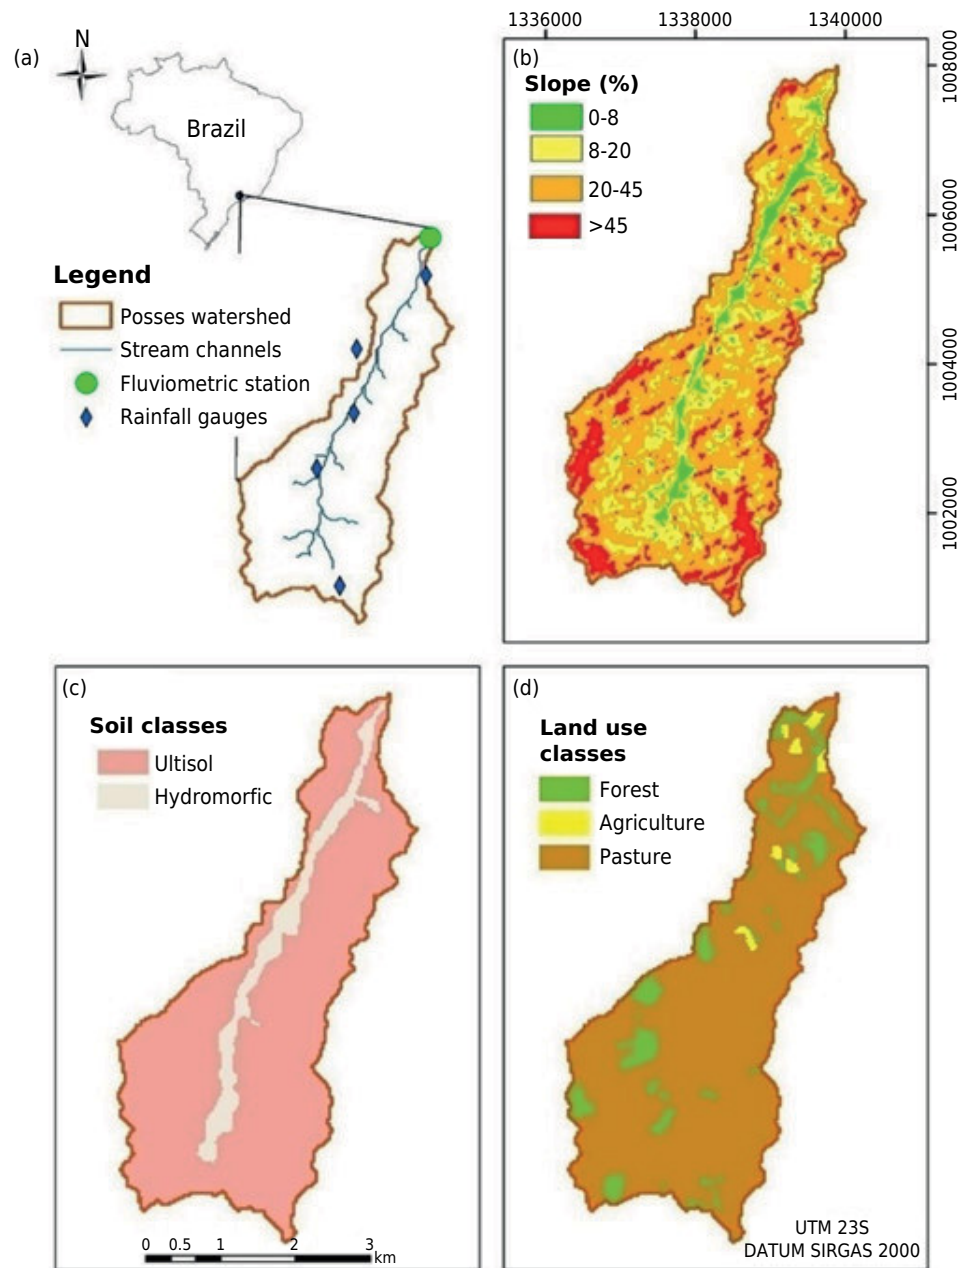 (a)
N
Brazil
Legend
Posses watershed
Stream channels
Fluviometric station
Rainfall gauges
1336000 1338000 1340000
(b)
Slope (%)
0-8
8-20
20-45
>45
1008000
1006000
1004000
1002000
(c)
Soil classes
Ultisol
Hydromorfic
0 0.5 1 2 3
km
(d)
Land use
classes
Forest
Agriculture
Pasture
UTM 23S
DATUM SIRGAS 2000